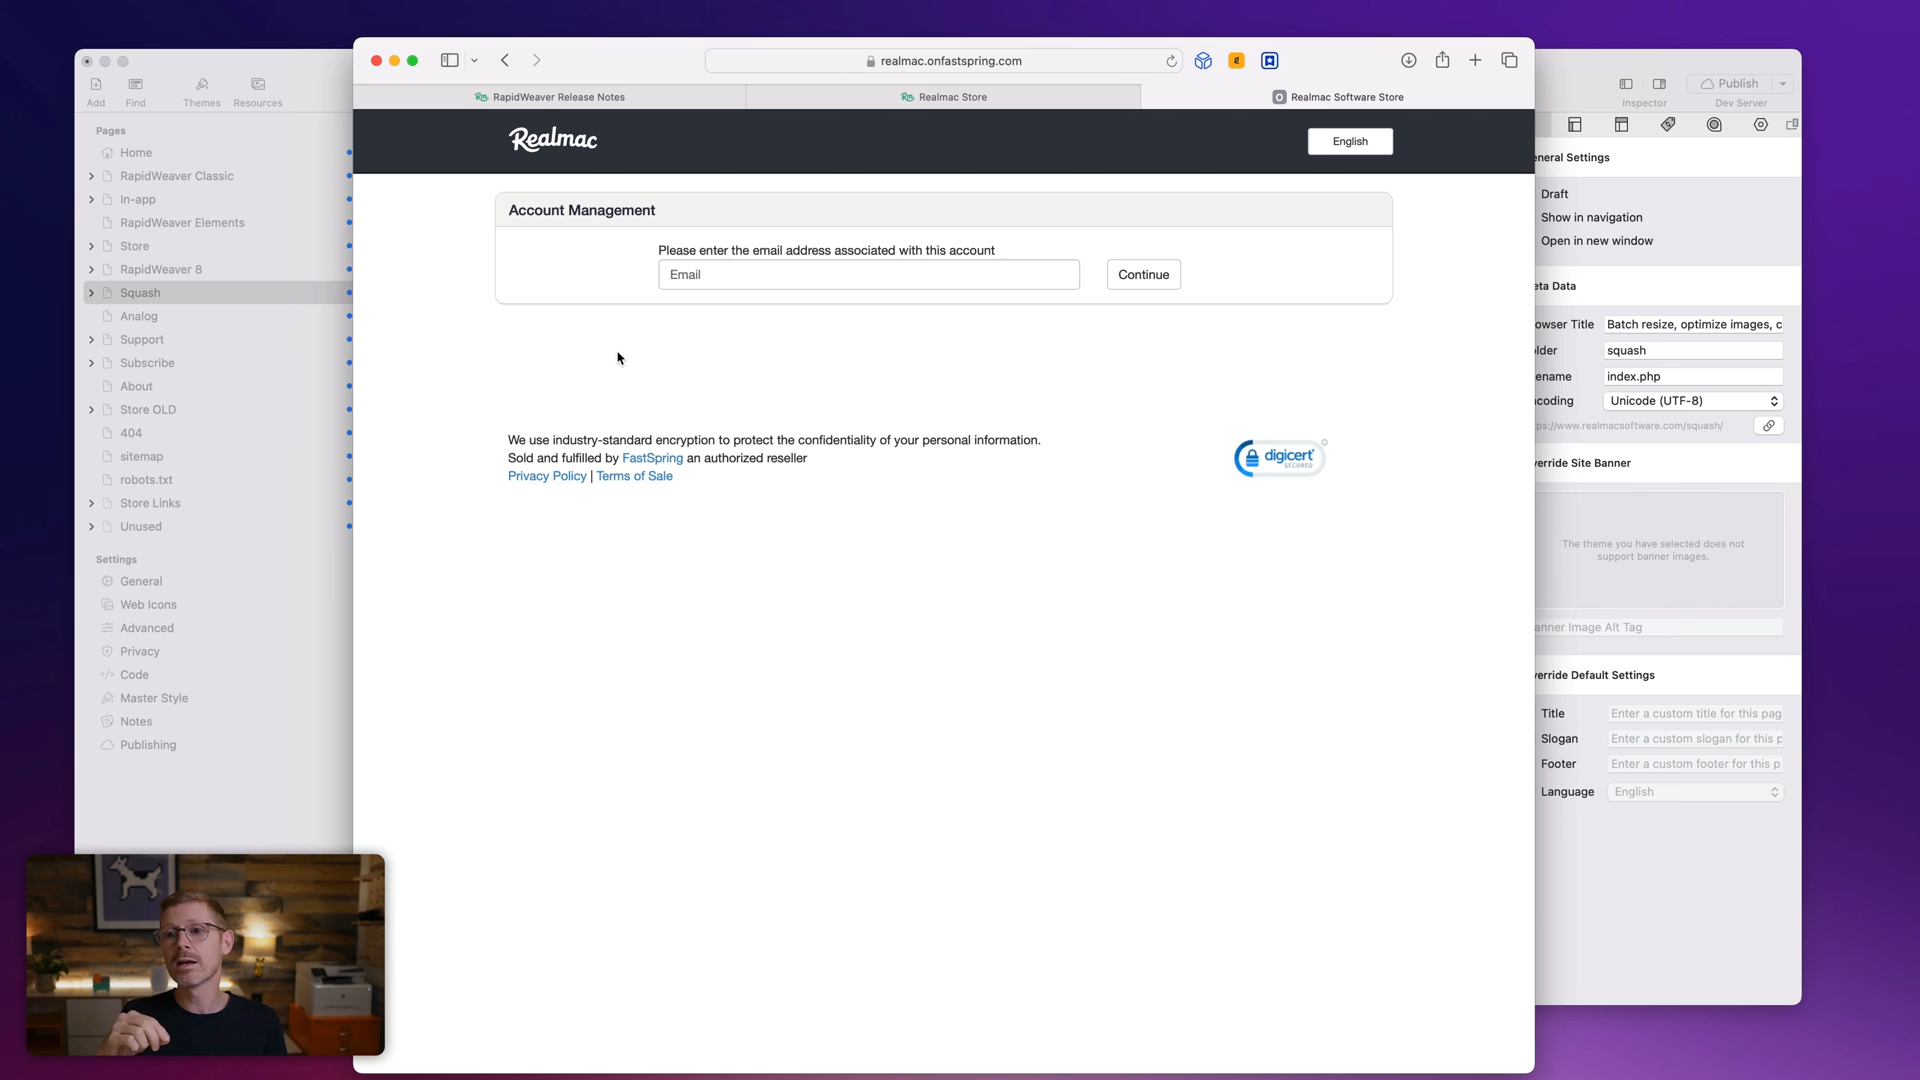 realmac.onfastspring.com
Add
Find
Themes
Resources
Publish
Inspector
Dev Server
RapidWeaver Release Notes
Realmac Store
Realmac Software Store
Realmac
English
Pages
Home
RapidWeaver Classic
In-app
RapidWeaver Elements
Store
RapidWeaver 8
Squash
Analog
Support
Subscribe
About
Store OLD
404
sitemap
robots.txt
Store Links
Unused
Settings
General
Web Icons
Advanced
Privacy
Code
Master Style
Notes
Publishing
Account Management
Please enter the email address associated with this account
Email
Continue
We use industry-standard encryption to protect the confidentiality of your personal information.
Sold and fulfilled by FastSpring an authorized reseller
Privacy Policy | Terms of Sale
digicert
SECURED
neral Settings
Draft
Show in navigation
Open in new window
eta Data
owser Title Batch resize, optimize images, c
lder squash
ename index.php
coding Unicode (UTF-8)
ps://www.realmacsoftware.com/squash/
verride Site Banner
The theme you have selected does not
support banner images.
anner Image Alt Tag
verride Default Settings
Title Enter a custom title for this pag
Slogan Enter a custom slogan for this p
Footer Enter a custom footer for this p
Language English